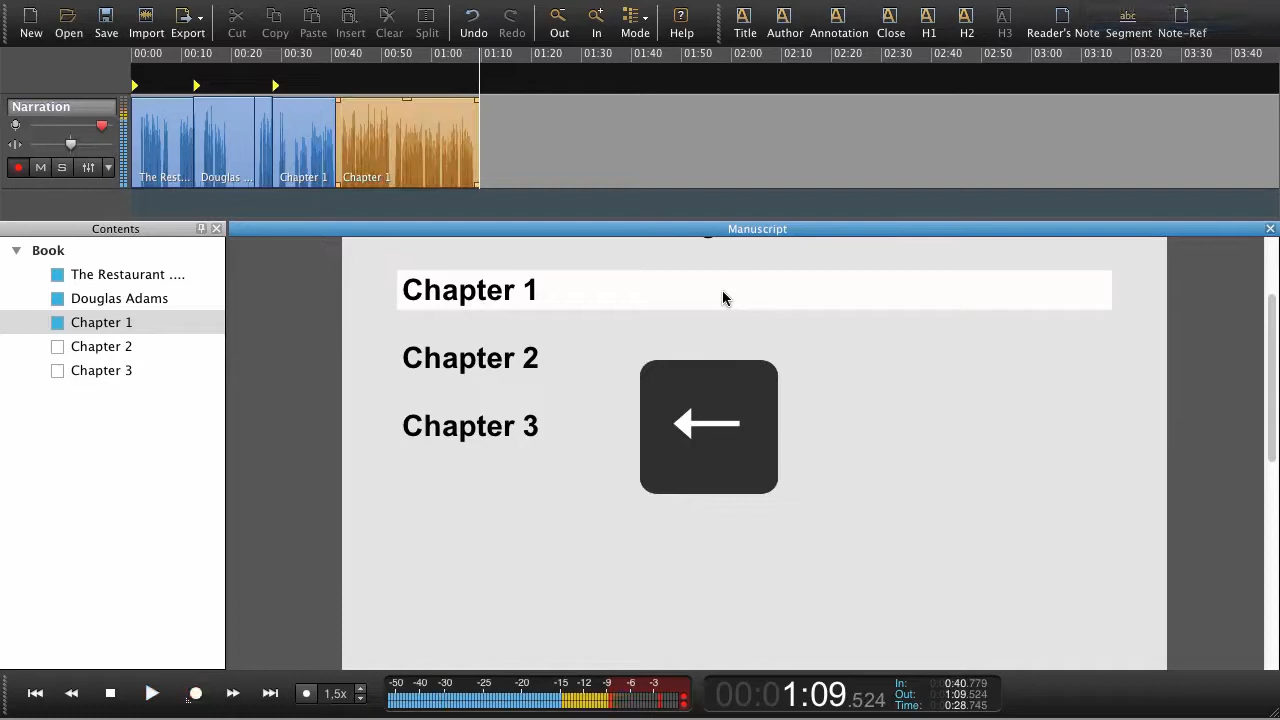 New Open Save Import Export Cut Copy Paste Insert Clear Split Undo Redo Out In Mode Help Title Author Annotation Close H1 H2 H3 Reader's Note Segment Note-Ref
00:00 00:10 00:20 00:30 00:40 00:50 01:00 01:10 01:20 01:30 01:40 01:50 02:00 02:10 02:20 02:30 02:40 02:50 03:00 03:10 03:20 03:30 03:40
Narration
M S
The Rest... Douglas ... Chapter 1 Chapter 1
Contents
Manuscript
Book
The Restaurant ....
Douglas Adams
Chapter 1
Chapter 2
Chapter 3
Chapter 1
Chapter 2
Chapter 3
1,5x
-50 -40 -30 -25 -20 -15 -12 -9 -6 -3
00:01:09.524
In: 0:00:40.779
Out: 0:01:09.524
Time: 0:00:28.745